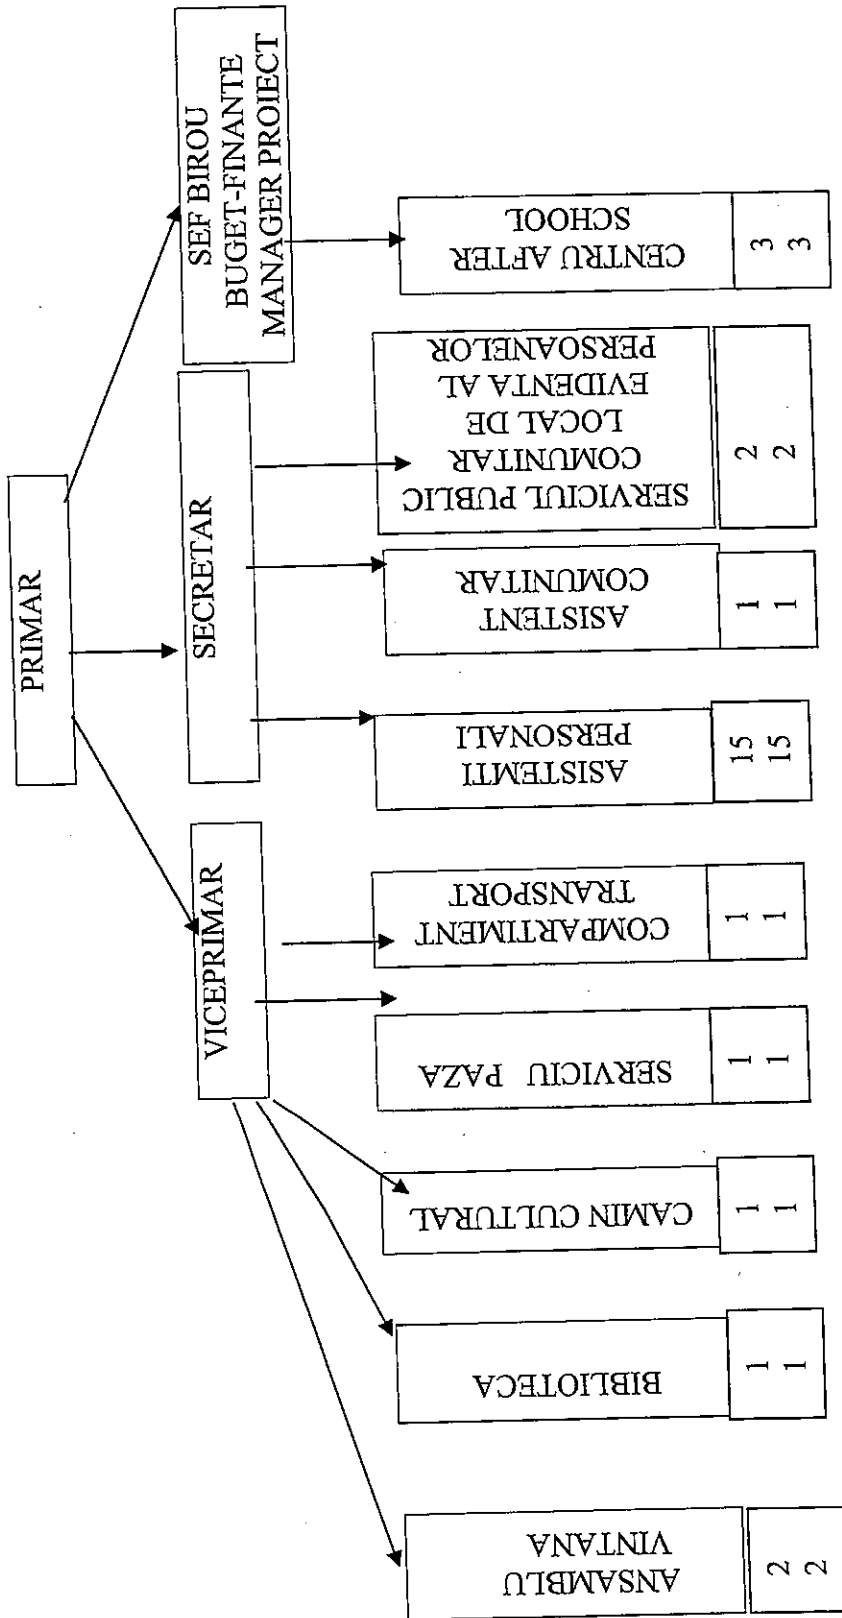 PRIMAR
VICEPRIMAR
SECRETAR
SEF BIROU
BUGET-FINANTE
MANAGER PROIECT
ANSAMBLU
VINTANA
2
2
BIBLIOTECA
1
1
CAMIN CULTURAL
1
1
SERVICIU PAZA
1
1
COMPARTIMENT
TRANSPORT
1
1
ASISTEMTI
PERSONALI
15
15
ASISTENT
COMUNITAR
1
1
SERVICIUL PUBLIC
COMUNITAR
LOCAL DE
EVIDENTA AL
PERSOANELOR
2
2
CENTRU AFTER
SCHOOL
3
3